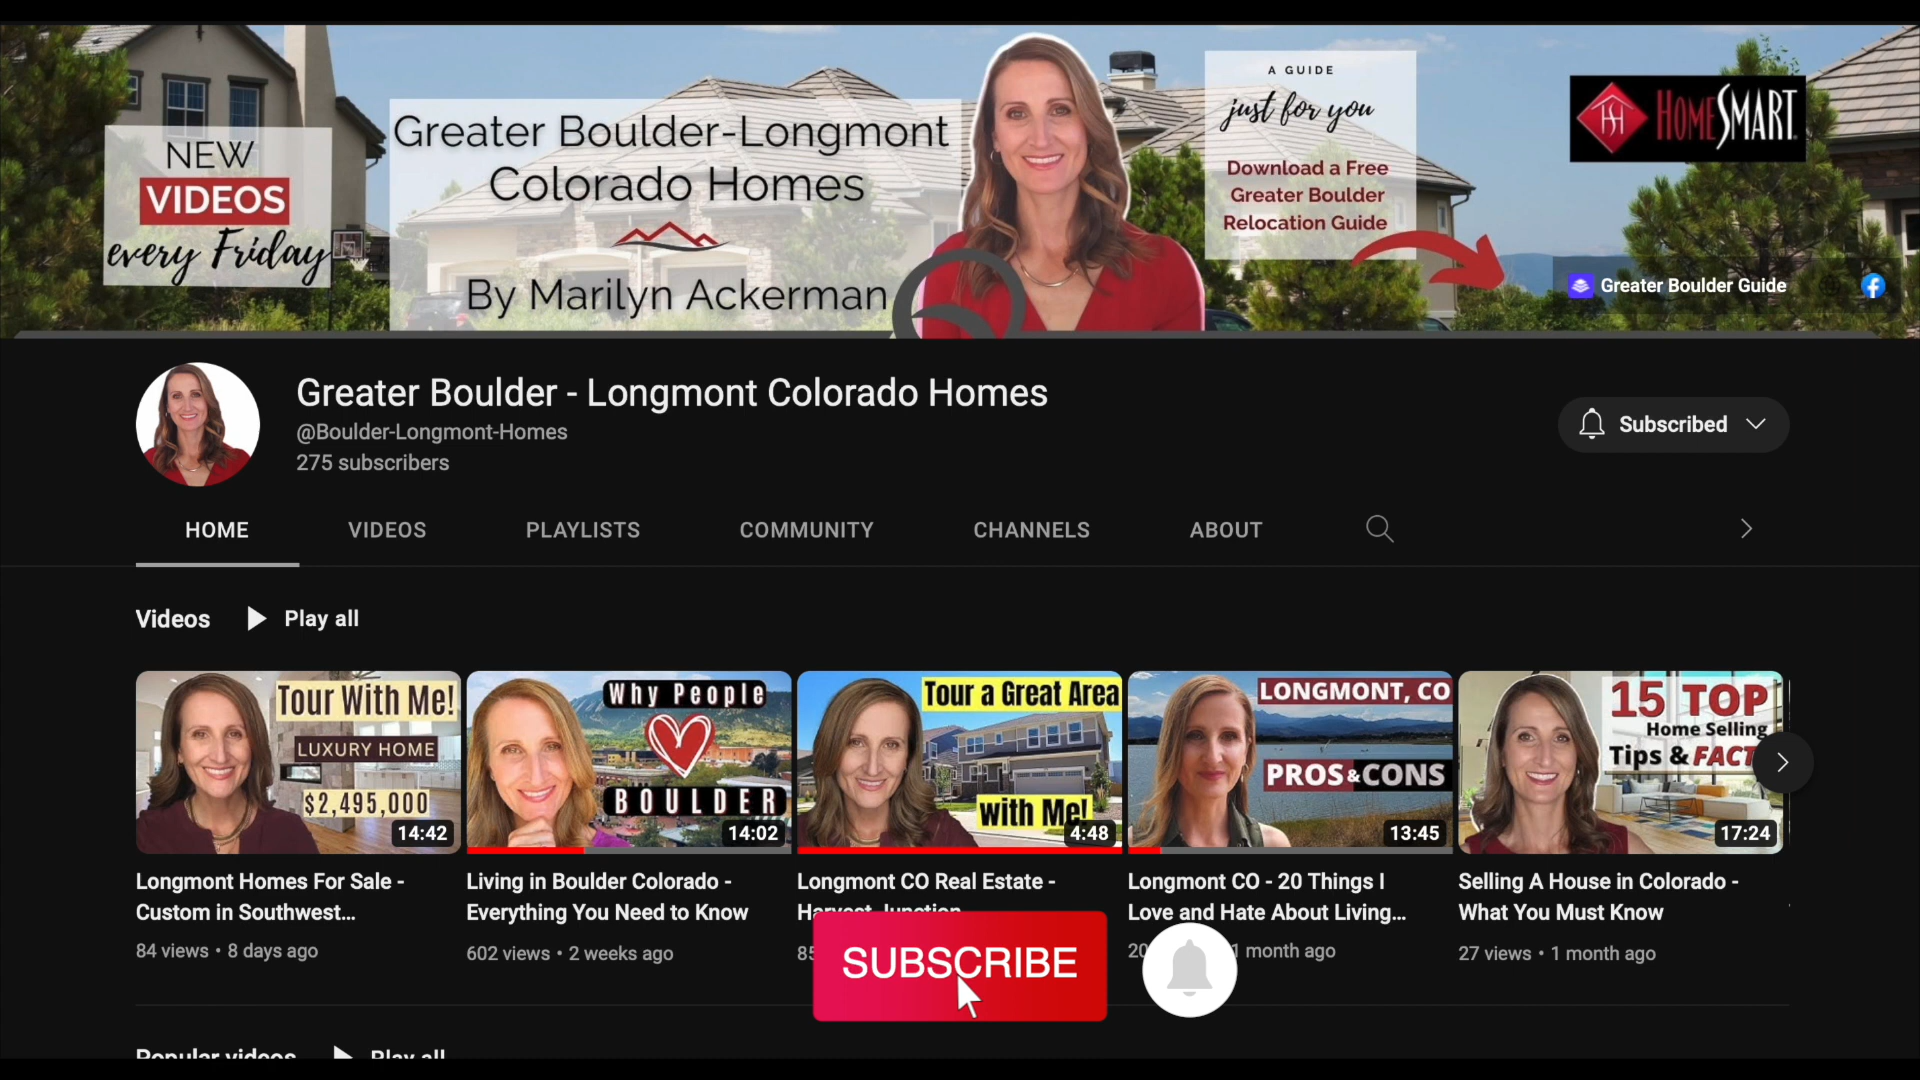 NEW
VIDEOS
every Friday
Greater Boulder-Longmont
Colorado Homes
By Marilyn Ackerman
A GUIDE
just for you
Download a Free
Greater Boulder
Relocation Guide
HOMESMART
Greater Boulder Guide
Greater Boulder - Longmont Colorado Homes
@Boulder-Longmont-Homes
275 subscribers
Subscribed
HOME VIDEOS PLAYLISTS COMMUNITY CHANNELS ABOUT
Videos Play all
Tour With Me!
LUXURY HOME
$2,495,000
14:42
Why People
BOULDER
14:02
Tour a Great Area
with Me!
4:48
LONGMONT, CO
PROS & CONS
13:45
15 TOP
Home Selling
Tips & FACT
17:24
Longmont Homes For Sale -
Custom in Southwest...
84 views • 8 days ago
Living in Boulder Colorado -
Everything You Need to Know
602 views • 2 weeks ago
Longmont CO Real Estate -
Harvest Junction
Longmont CO - 20 Things I
Love and Hate About Living...
1 month ago
Selling A House in Colorado -
What You Must Know
27 views • 1 month ago
SUBSCRIBE
Popular videos Play all